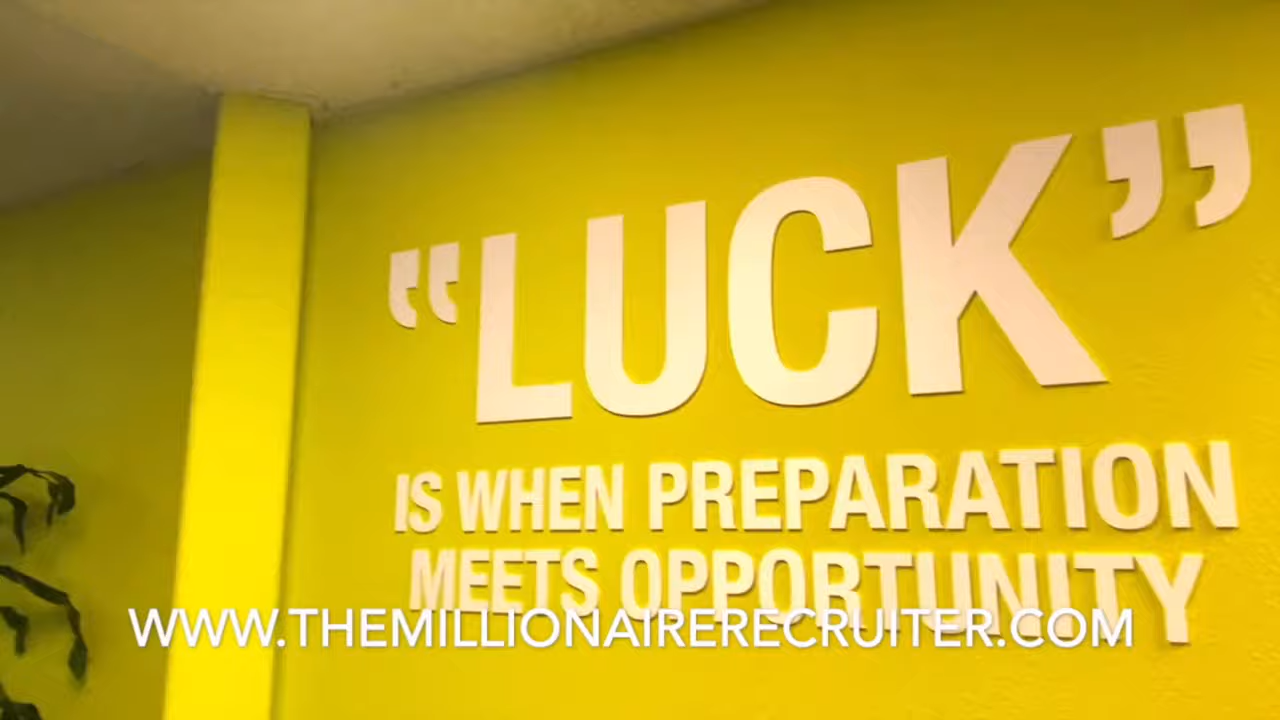 “LUCK”
IS WHEN PREPARATION
MEETS OPPORTUNITY
WWW.THEMILLIONAIRERECRUITER.COM